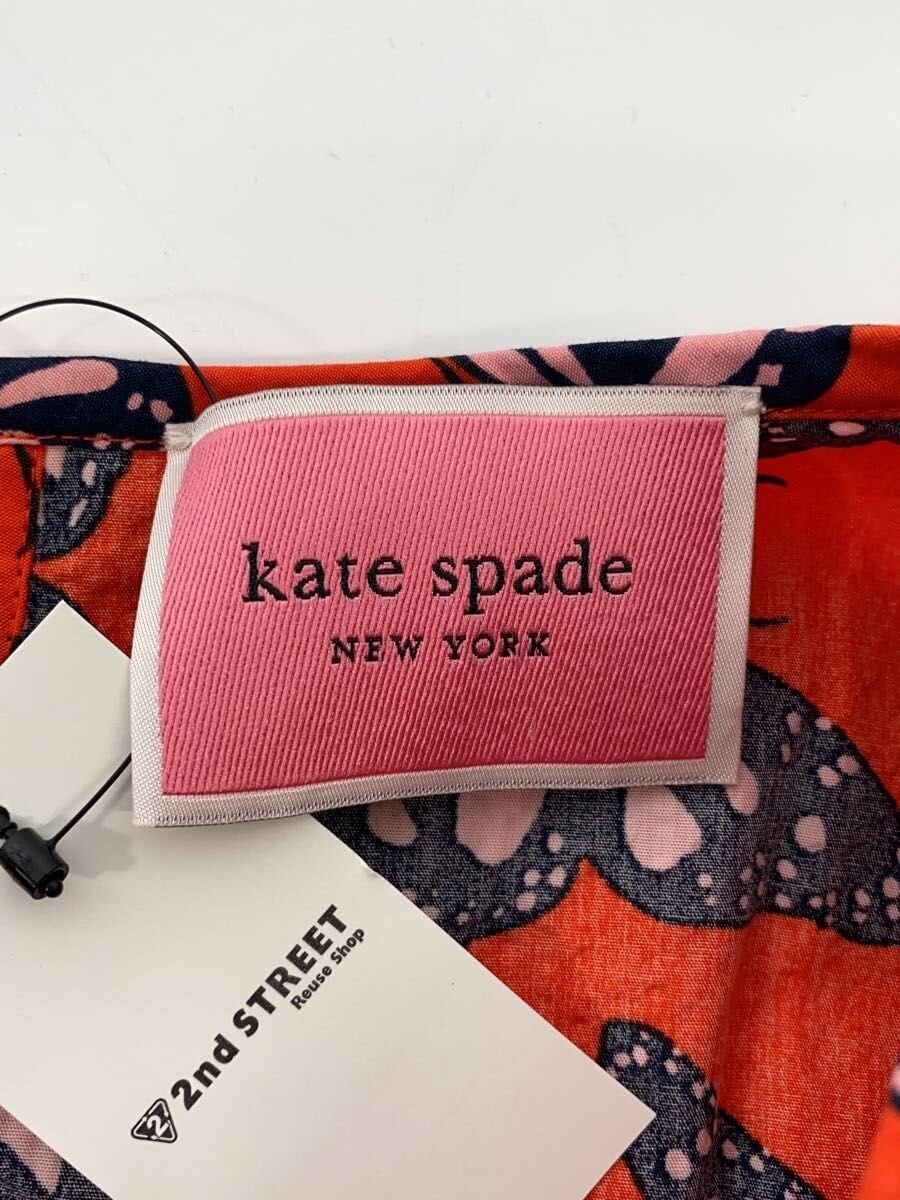 kate spade
NEW YORK
2nd STREET
Reuse Shop